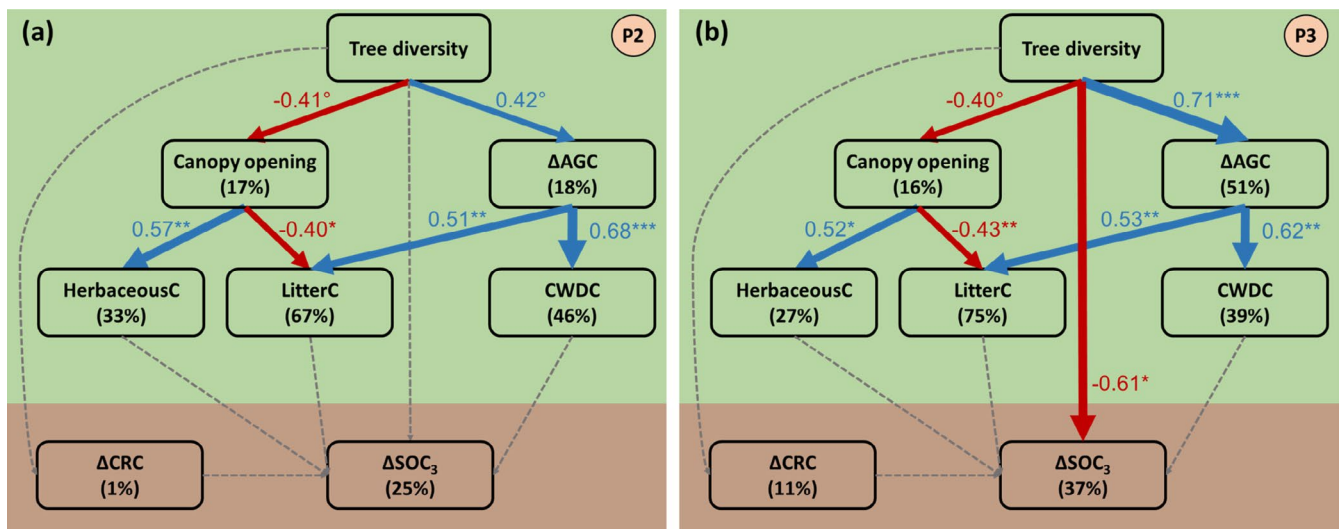 (a)
P2
Tree diversity
-0.41°
0.42°
Canopy opening
(17%)
ΔAGC
(18%)
0.57**
-0.40*
0.51**
0.68***
HerbaceousC
(33%)
LitterC
(67%)
CWDC
(46%)
ΔCRC
(1%)
ΔSOC₃
(25%)
(b)
P3
Tree diversity
-0.40°
0.71***
Canopy opening
(16%)
ΔAGC
(51%)
0.52*
-0.43**
0.53**
0.62**
HerbaceousC
(27%)
LitterC
(75%)
CWDC
(39%)
-0.61*
ΔCRC
(11%)
ΔSOC₃
(37%)